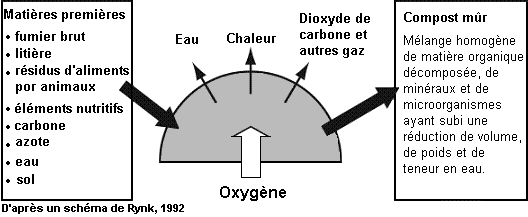 Matières premières
• fumier brut
• litière
• résidus d'aliments
por animaux
• éléments nutritifs
• carbone
• azote
• eau
• sol
Eau
Chaleur
Dioxyde de
carbone et
autres gaz
Oxygène
Compost mûr
Mélange homogène
de matière organique
décomposée, de
minéraux et de
microorganismes
ayant subi une
réduction de volume,
de poids et de
teneur en eau.
D'après un schéma de Rynk, 1992